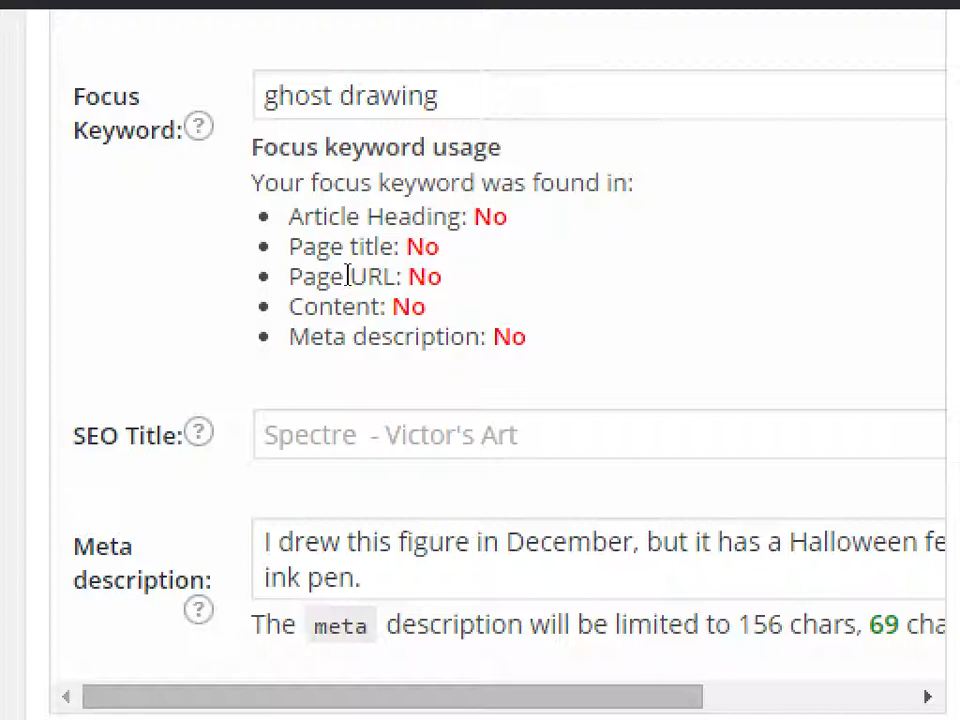 Focus Keyword:
ghost drawing
Focus keyword usage
Your focus keyword was found in:
• Article Heading: No
• Page title: No
• Page URL: No
• Content: No
• Meta description: No
SEO Title:
Spectre - Victor's Art
Meta description:
I drew this figure in December, but it has a Halloween fe
ink pen.
The meta description will be limited to 156 chars, 69 cha